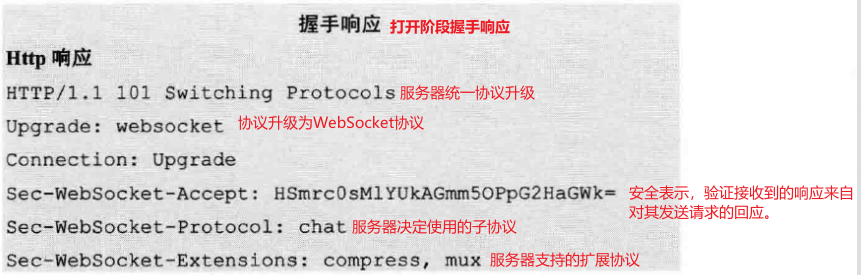 握手响应 打开阶段握手响应
Http 响应
HTTP/1.1 101 Switching Protocols 服务器统一协议升级
Upgrade: websocket 协议升级为WebSocket协议
Connection: Upgrade
Sec-WebSocket-Accept: HSmrc0sMlYUkAGmm5OPpG2HaGWk= 安全表示，验证接收到的响应来自
对其发送请求的回应。
Sec-WebSocket-Protocol: chat 服务器决定使用的子协议
Sec-WebSocket-Extensions: compress, mux 服务器支持的扩展协议